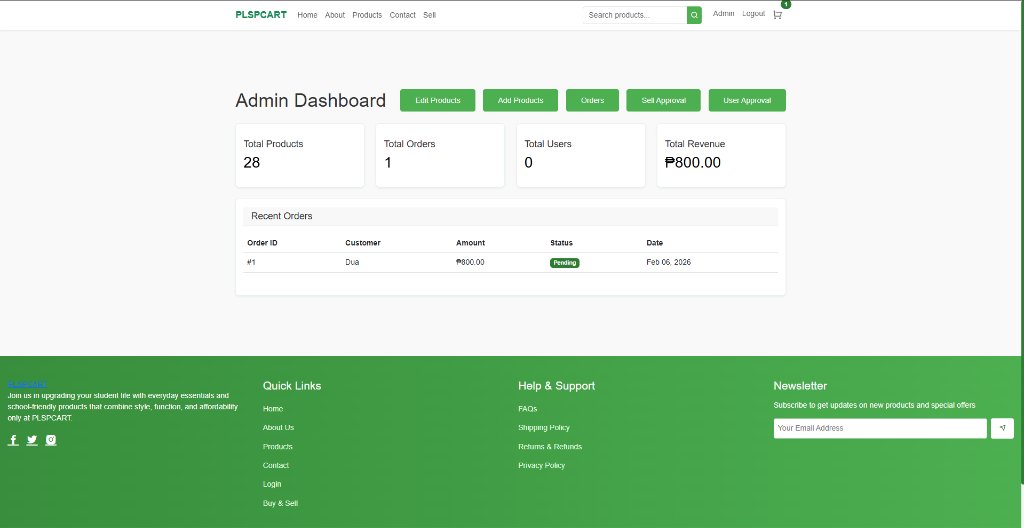 PLSPCART Home About Products Contact Sell Search products... Admin Logout 1
Admin Dashboard Edit Products Add Products Orders Sell Approval User Approval
Total Products Total Orders Total Users Total Revenue
28 1 0 ₱800.00
Recent Orders
Order ID Customer Amount Status Date
#1 Dua ₱800.00 Pending Feb 06, 2026
PLSPCART
Join us in upgrading your student life with everyday essentials and
school-friendly products that combine style, function, and affordability
only at PLSPCART.
Quick Links
Home
About Us
Products
Contact
Login
Buy & Sell
Help & Support
FAQs
Shipping Policy
Returns & Refunds
Privacy Policy
Newsletter
Subscribe to get updates on new products and special offers
Your Email Address